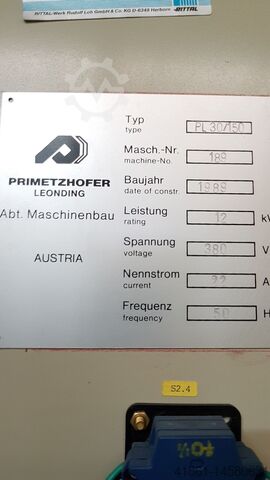 RITTAL-Werk Rudolf Loh GmbH & Co. KG D-6348 Herborn
RITTAL
PRIMETZHOFER
LEONDING
Abt. Maschinenbau
AUSTRIA
Typ
type
PL 30/150
Masch.-Nr.
machine-No.
189
Baujahr
date of constr.
1989
Leistung
rating
12
Spannung
voltage
380
V
Nennstrom
current
22
A
Frequenz
frequency
50
S2.4